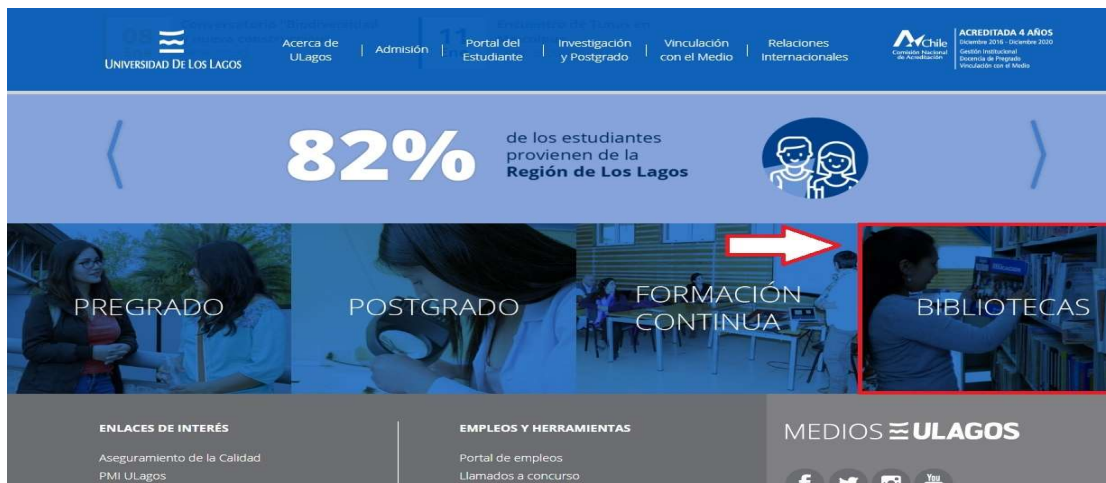 UNIVERSIDAD DE LOS LAGOS
Acerca de
ULagos
Admisión
Portal del
Estudiante
Investigación
y Postgrado
Vinculación
con el Medio
Relaciones
Internacionales
Chile
Comisión Nacional
de Acreditación
ACREDITADA 4 AÑOS
Diciembre 2016 - Diciembre 2020
Gestión Institucional
Docencia de Pregrado
Vinculación con el Medio
82%
de los estudiantes
provienen de la
Región de Los Lagos
PREGRADO
POSTGRADO
FORMACIÓN
CONTINUA
BIBLIOTECAS
ENLACES DE INTERÉS
Aseguramiento de la Calidad
PMI ULagos
EMPLEOS Y HERRAMIENTAS
Portal de empleos
Llamados a concurso
MEDIOS ULAGOS
You